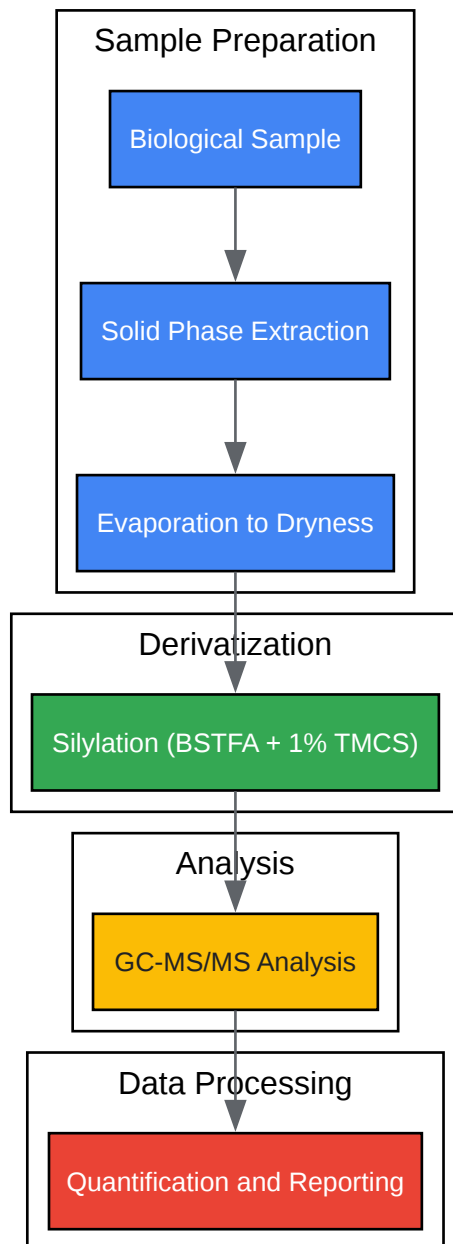 Sample Preparation
Biological Sample
Solid Phase Extraction
Evaporation to Dryness
Derivatization
Silylation (BSTFA + 1% TMCS)
Analysis
GC-MS/MS Analysis
Data Processing
Quantification and Reporting